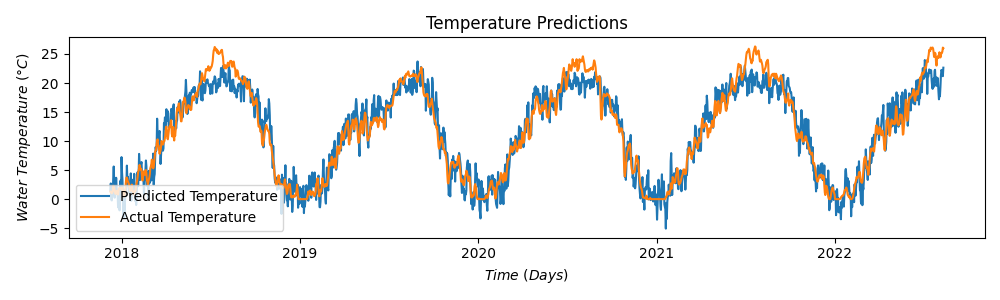 Temperature Predictions
Water Temperature (°C)
25
20
15
10
5
0
−5
Predicted Temperature
Actual Temperature
2018 2019 2020 2021 2022
Time (Days)